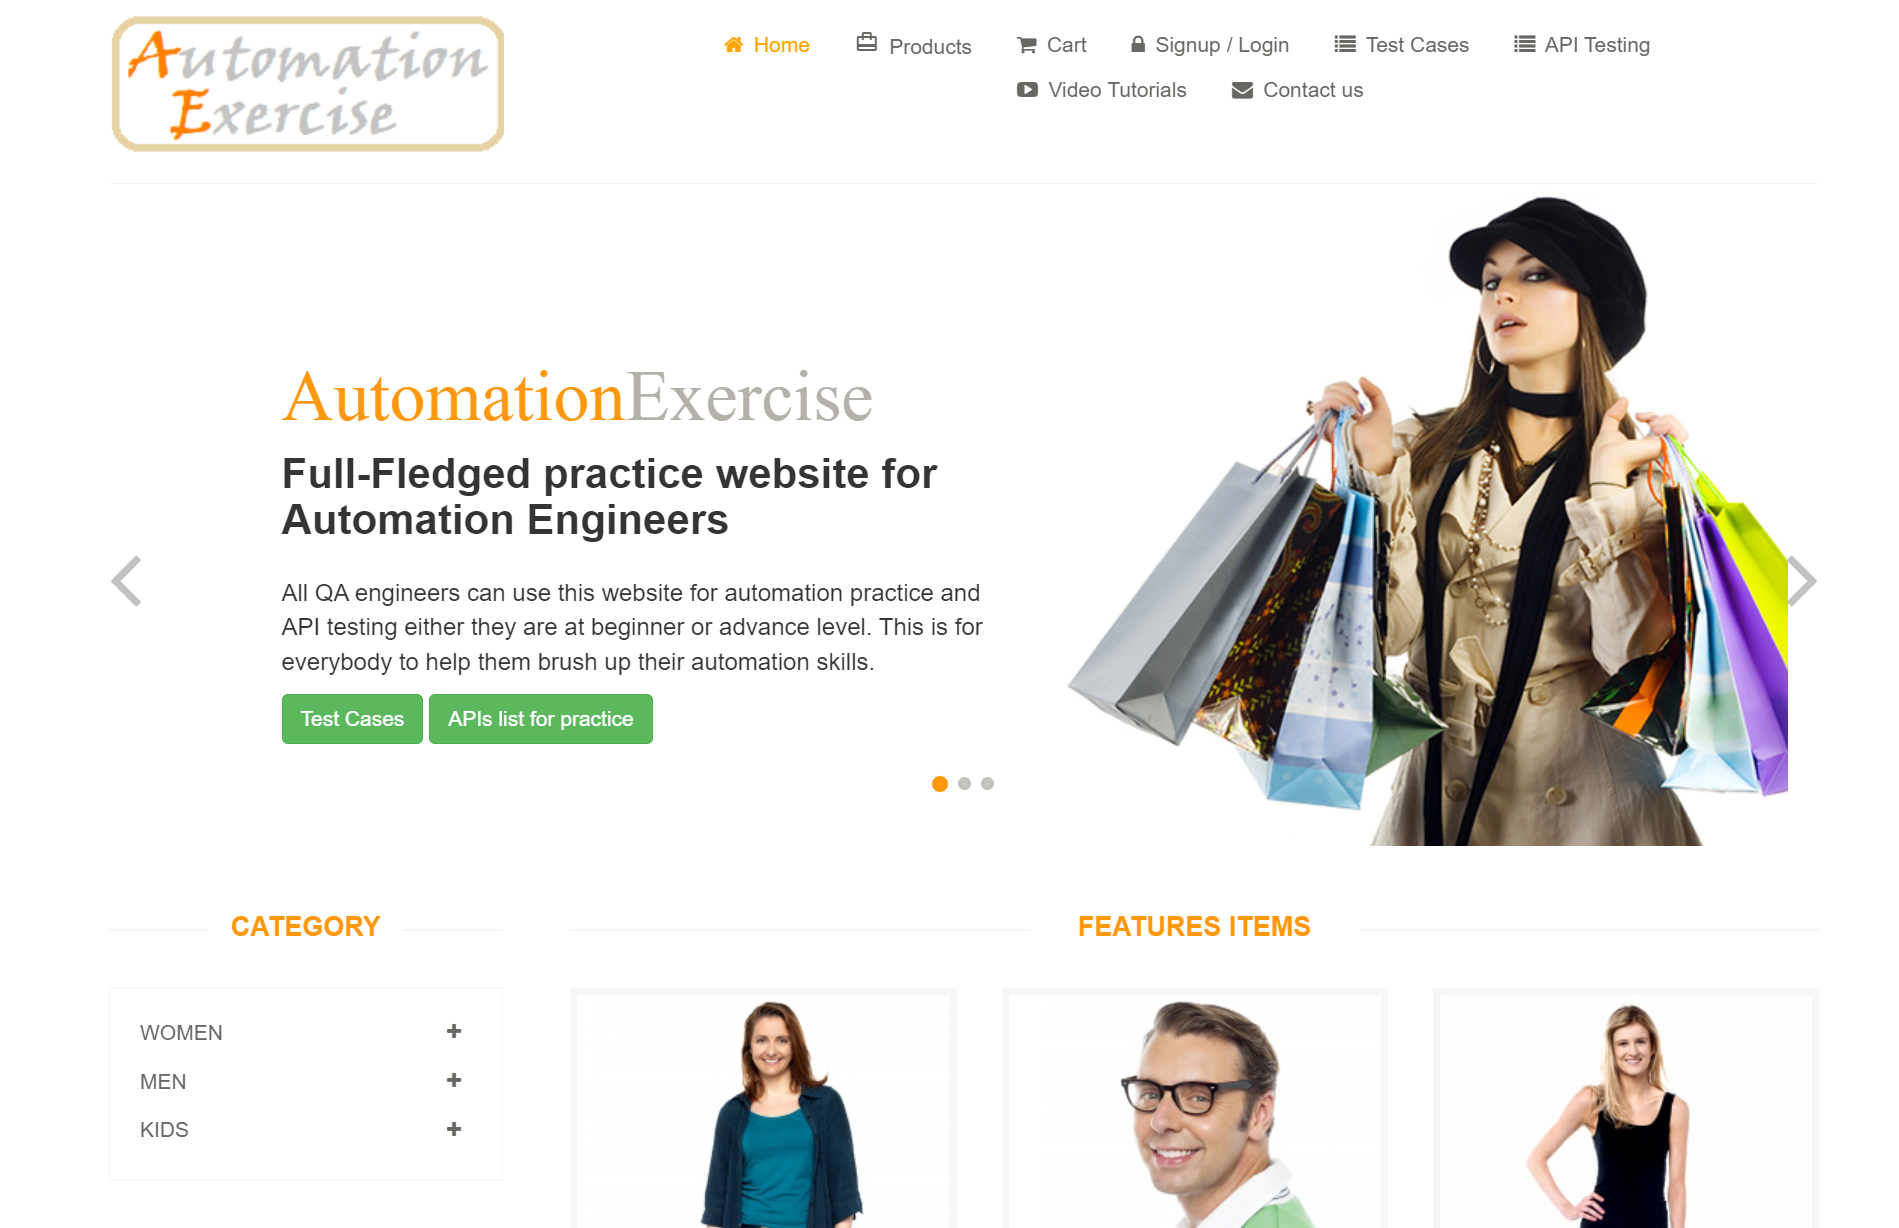 Automation
Exercise
Home Products Cart Signup / Login Test Cases API Testing
Video Tutorials Contact us
AutomationExercise
Full-Fledged practice website for
Automation Engineers
All QA engineers can use this website for automation practice and
API testing either they are at beginner or advance level. This is for
everybody to help them brush up their automation skills.
Test Cases APIs list for practice
CATEGORY
FEATURES ITEMS
WOMEN
MEN
KIDS